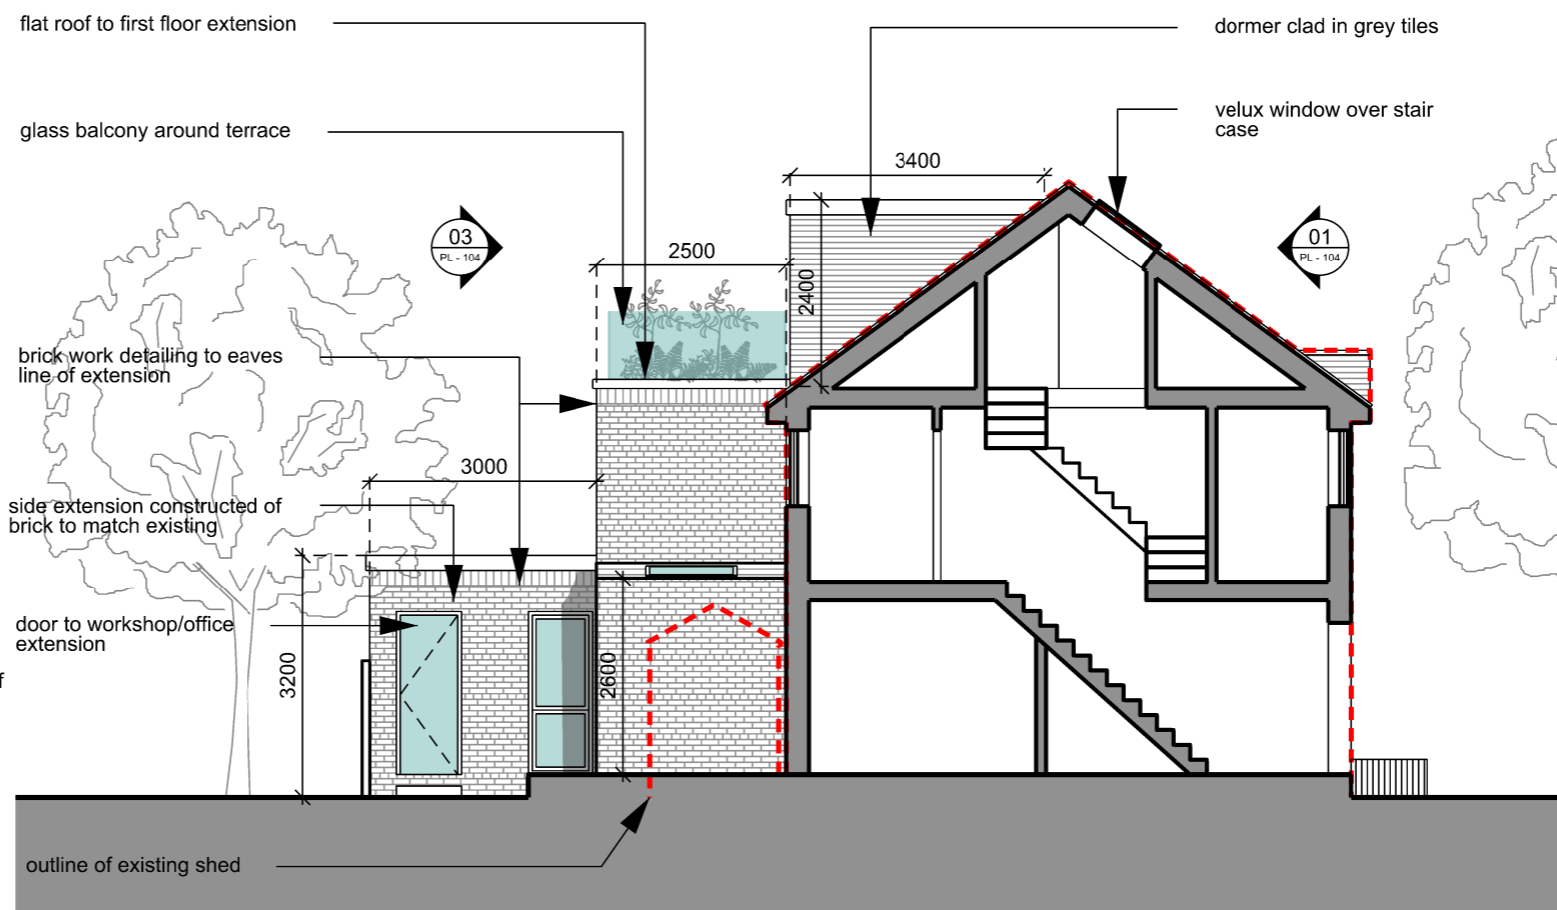 flat roof to first floor extension
dormer clad in grey tiles
velux window over stair
case
glass balcony around terrace
3400
03
PL - 104
01
PL - 104
2500
2400
brick work detailing to eaves
line of extension
3000
side extension constructed of
brick to match existing
door to workshop/office
extension
f
3200
2600
outline of existing shed